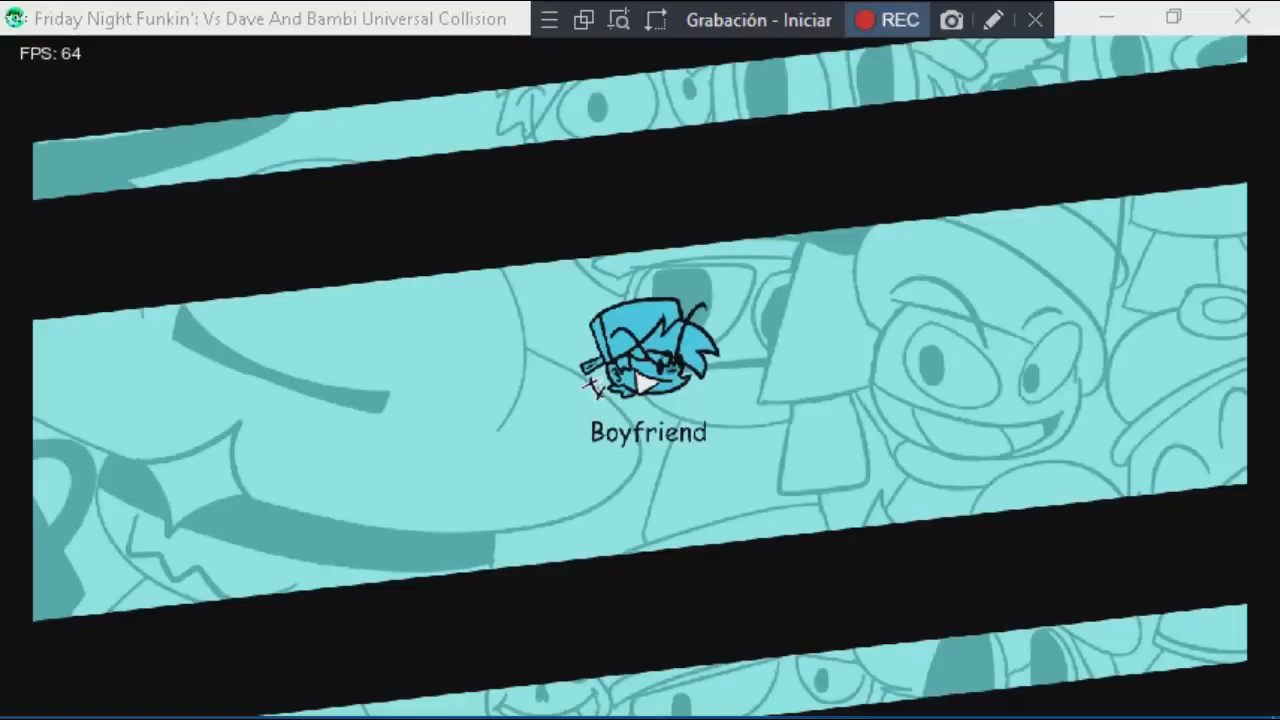 Friday Night Funkin'; Vs Dave And Bambi Universal Collision
Grabación - Iniciar
REC
FPS: 64
Boyfriend